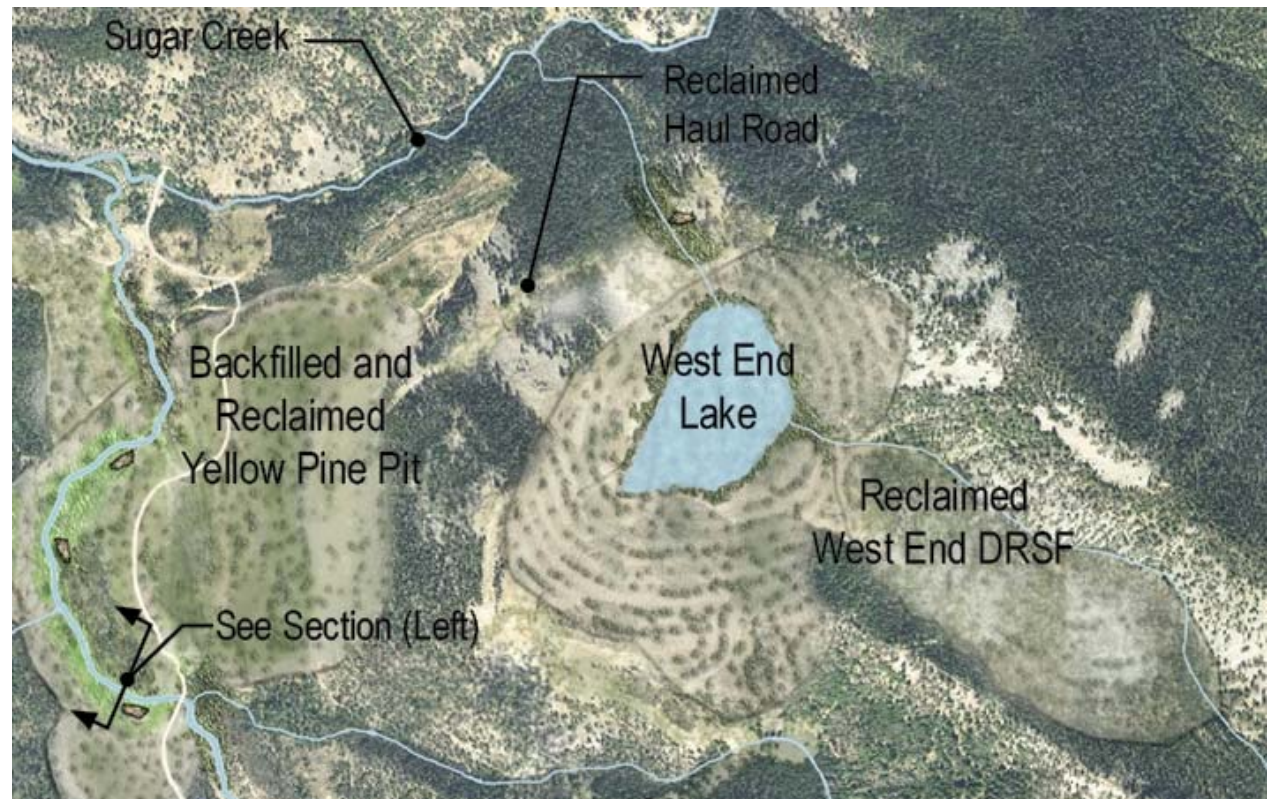 Sugar Creek
Reclaimed
Haul Road
Backfilled and
Reclaimed
Yellow Pine Pit
West End
Lake
Reclaimed
West End DRSF
See Section (Left)